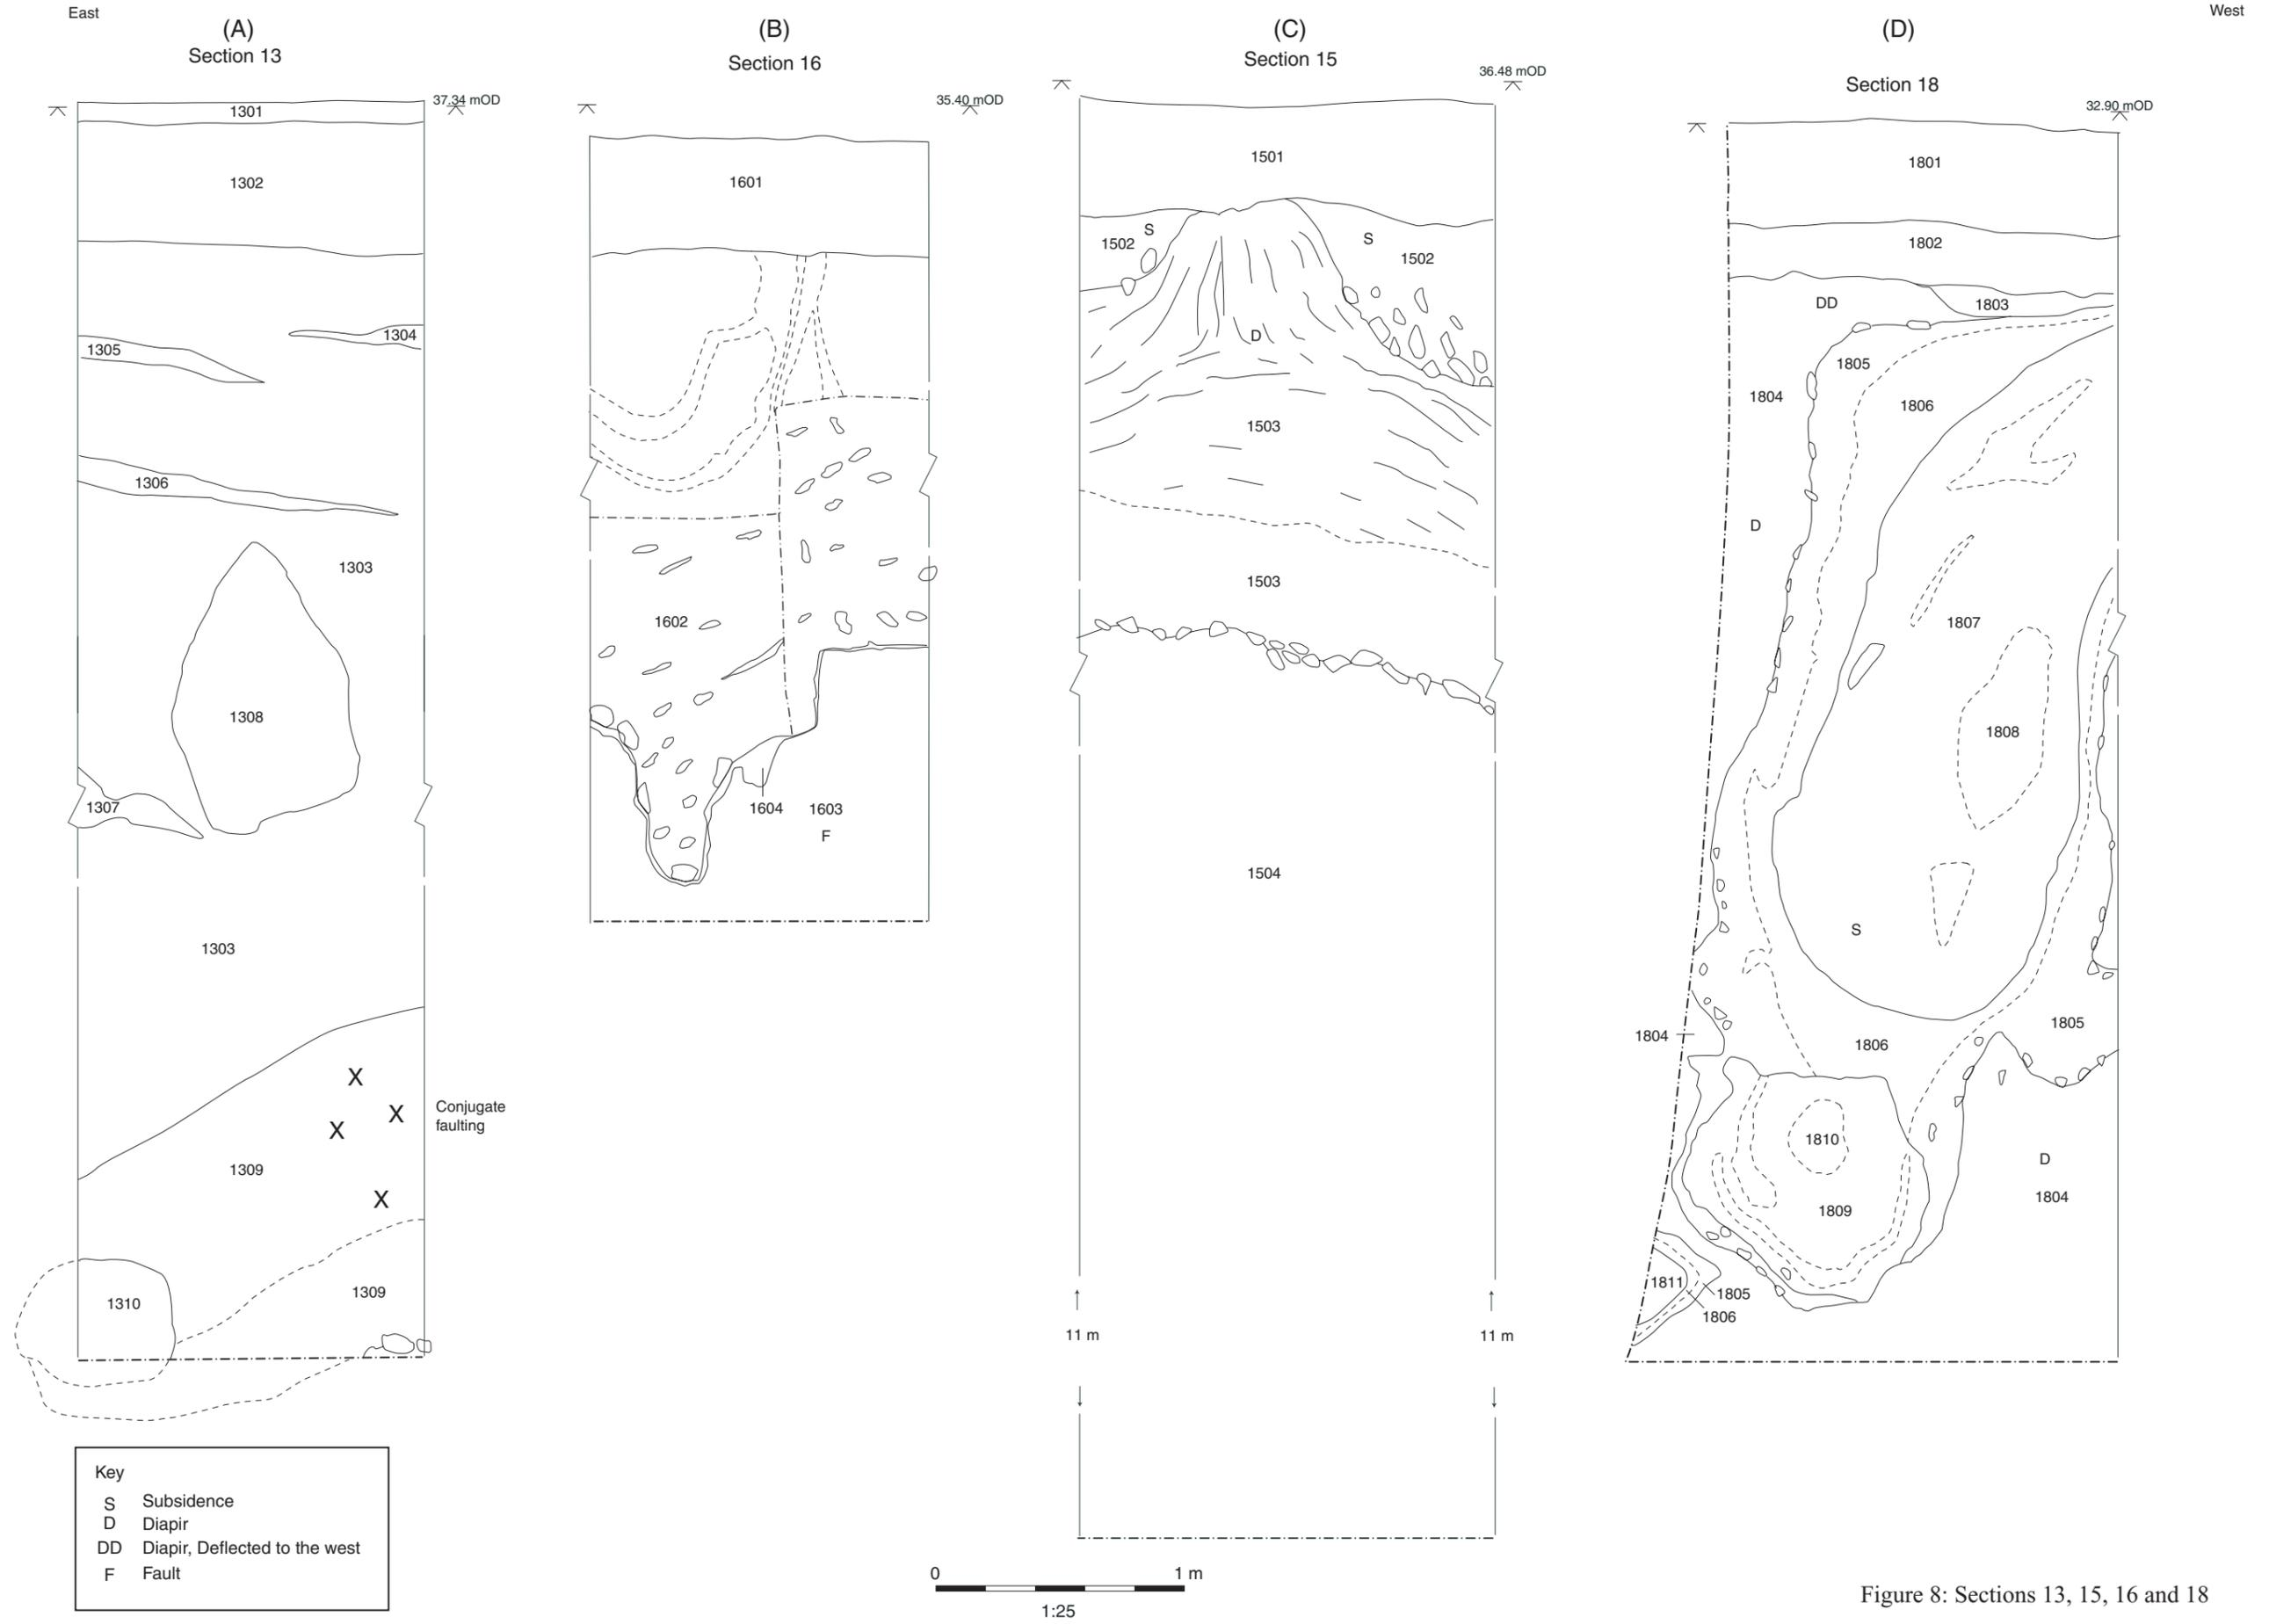 East
West
(A)
Section 13
37.34 mOD
1301
1302
1304
1305
1306
1303
1308
1307
1303
Conjugate
faulting
X
X
X
X
1309
1309
1310
(B)
Section 16
35.40 mOD
1601
1602
1604
1603
F
(C)
Section 15
36.48 mOD
1501
S
1502
S
1502
D
1503
1503
1504
11 m
11 m
(D)
Section 18
32.90 mOD
1801
1802
DD
1803
1805
1804
1806
D
1807
1808
S
1805
1804
1806
1810
D
1804
1809
1811
1805
1806
Key
S Subsidence
D Diapir
DD Diapir, Deflected to the west
F Fault
0 1 m
1:25
Figure 8: Sections 13, 15, 16 and 18